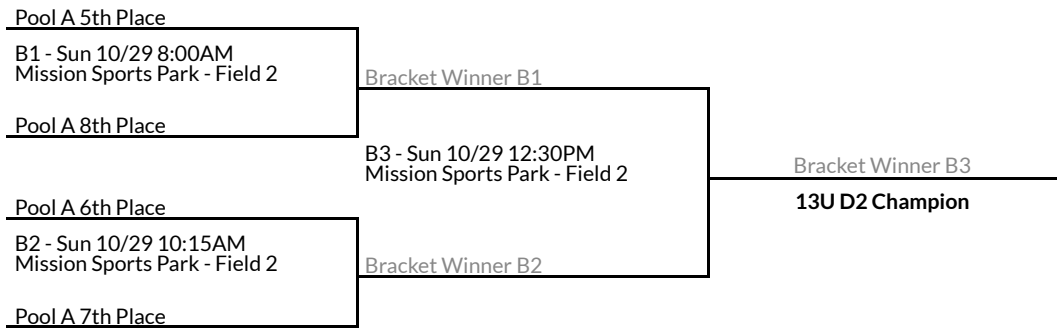 Pool A 5th Place
B1 - Sun 10/29 8:00AM
Mission Sports Park - Field 2
Bracket Winner B1
Pool A 8th Place
B3 - Sun 10/29 12:30PM
Mission Sports Park - Field 2
Bracket Winner B3
13U D2 Champion
Pool A 6th Place
B2 - Sun 10/29 10:15AM
Mission Sports Park - Field 2
Bracket Winner B2
Pool A 7th Place